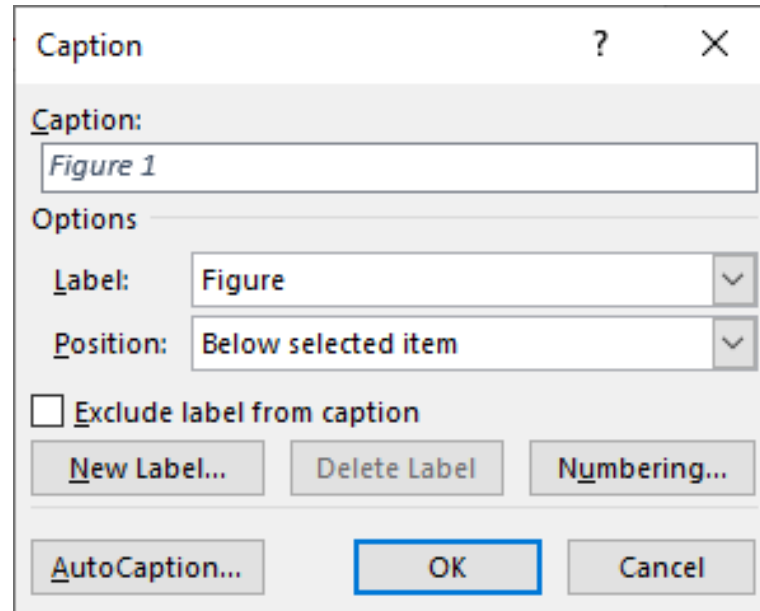 Caption ?
Caption:
Figure 1
Options
Label: Figure
Position: Below selected item
Exclude label from caption
New Label... Delete Label Numbering...
AutoCaption... OK Cancel